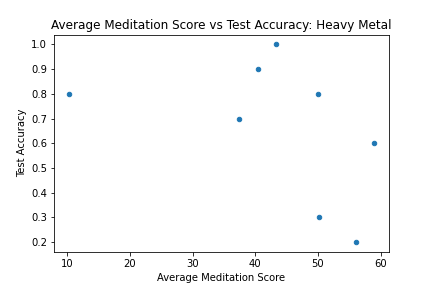 Average Meditation Score vs Test Accuracy: Heavy Metal
1.0
0.9
0.8
0.7
0.6
0.5
0.4
0.3
0.2
Test Accuracy
10 20 30 40 50 60
Average Meditation Score